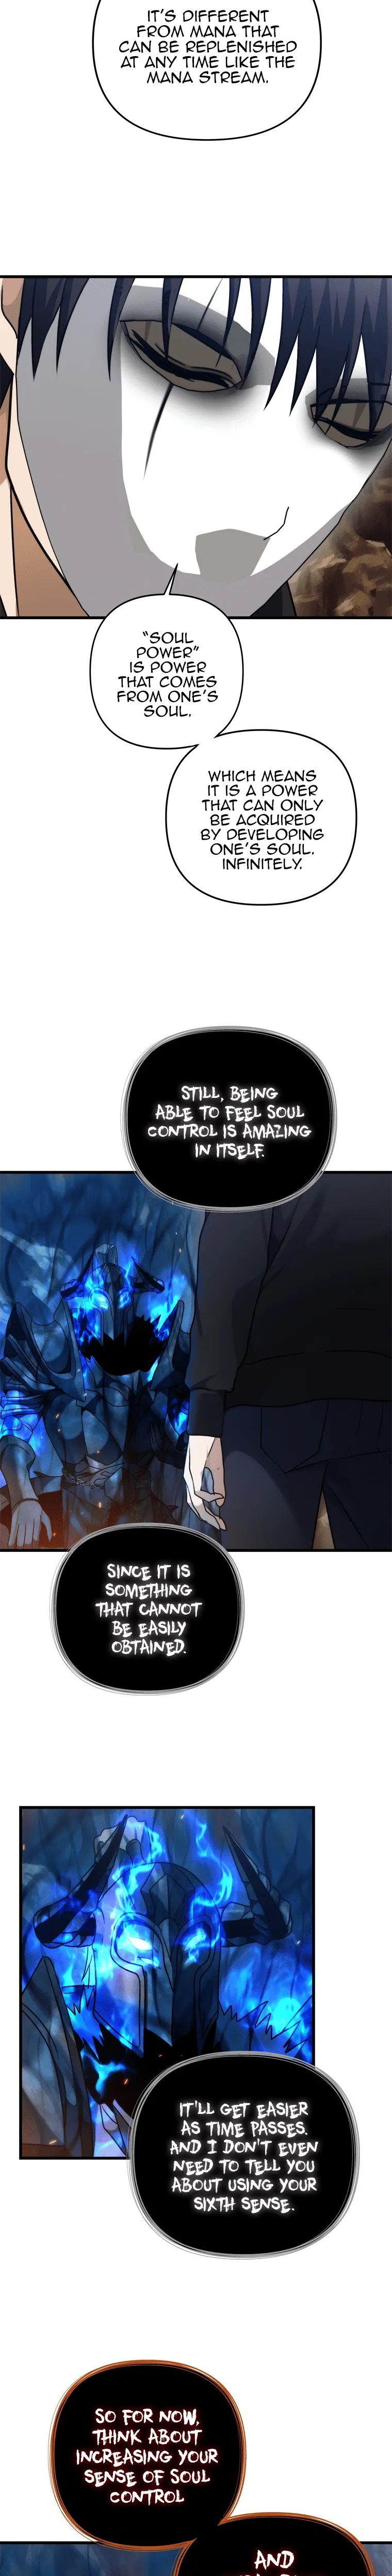 IT'S DIFFERENT
FROM MANA THAT
CAN BE REPLENISHED
AT ANY TIME LIKE THE
MANA STREAM.
"SOUL
POWER"
IS POWER
THAT COMES
FROM ONE'S
SOUL.
WHICH MEANS
IT IS A POWER
THAT CAN ONLY
BE ACQUIRED
BY DEVELOPING
ONE'S SOUL.
INFINITELY.
STILL, BEING
ABLE TO FEEL SOUL
CONTROL IS AMAZING
IN ITSELF.
SINCE IT IS
SOMETHING
THAT CANNOT
BE EASILY
OBTAINED.
IT'LL GET EASIER
AS TIME PASSES.
AND I DON'T EVEN
NEED TO TELL YOU
ABOUT USING YOUR
SIXTH SENSE.
SO FOR NOW,
THINK ABOUT
INCREASING YOUR
SENSE OF SOUL
CONTROL
AND